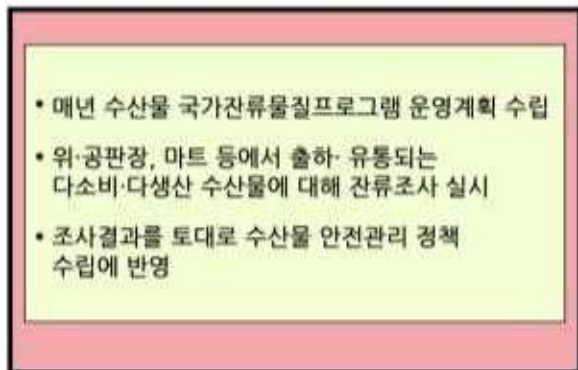 • 매년 수산물 국가잔류물질프로그램 운영계획 수립
• 위·공판장, 마트 등에서 출하· 유통되는
다소비·다생산 수산물에 대해 잔류조사 실시
• 조사결과를 토대로 수산물 안전관리 정책
수립에 반영